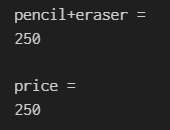 pencil+eraser =
250
price =
250